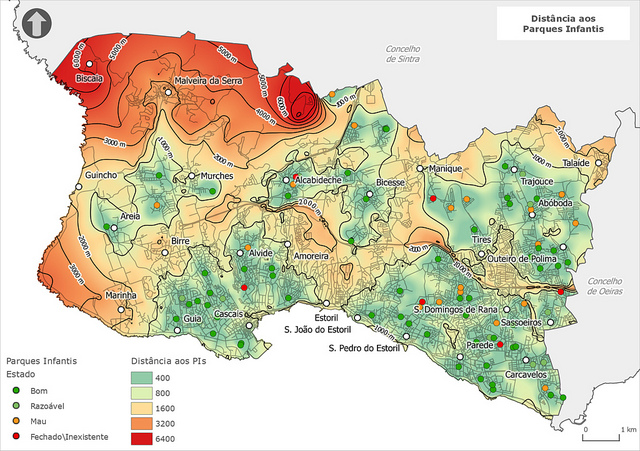 Distância aos
Parques Infantis
Concelho
de Sintra
6000 m
5000 m
5000 m
Biscaia
Malveira da Serra
5000 m
6000 m
4000 m
3000 m
1000 m
2000 m
2000 m
1000 m
Guincho
Murches
Alcabideche
Bicesse
Manique
Trajouce
Talaíde
Abóboda
Areia
2000 m
Birre
Alvide
Amoreira
Tires
Outeiro de Polima
2000 m
3000 m
Concelho
de Oeiras
Marinha
Guia
Cascais
Estoril
S. João do Estoril
S. Domingos de Rana
Sassoeiros
1000 m
S. Pedro do Estoril
Parede
Carcavelos
Parques Infantis
Estado
Bom
Razoável
Mau
Fechado\Inexistente
Distância aos PIs
400
800
1600
3200
6400
0 1 km